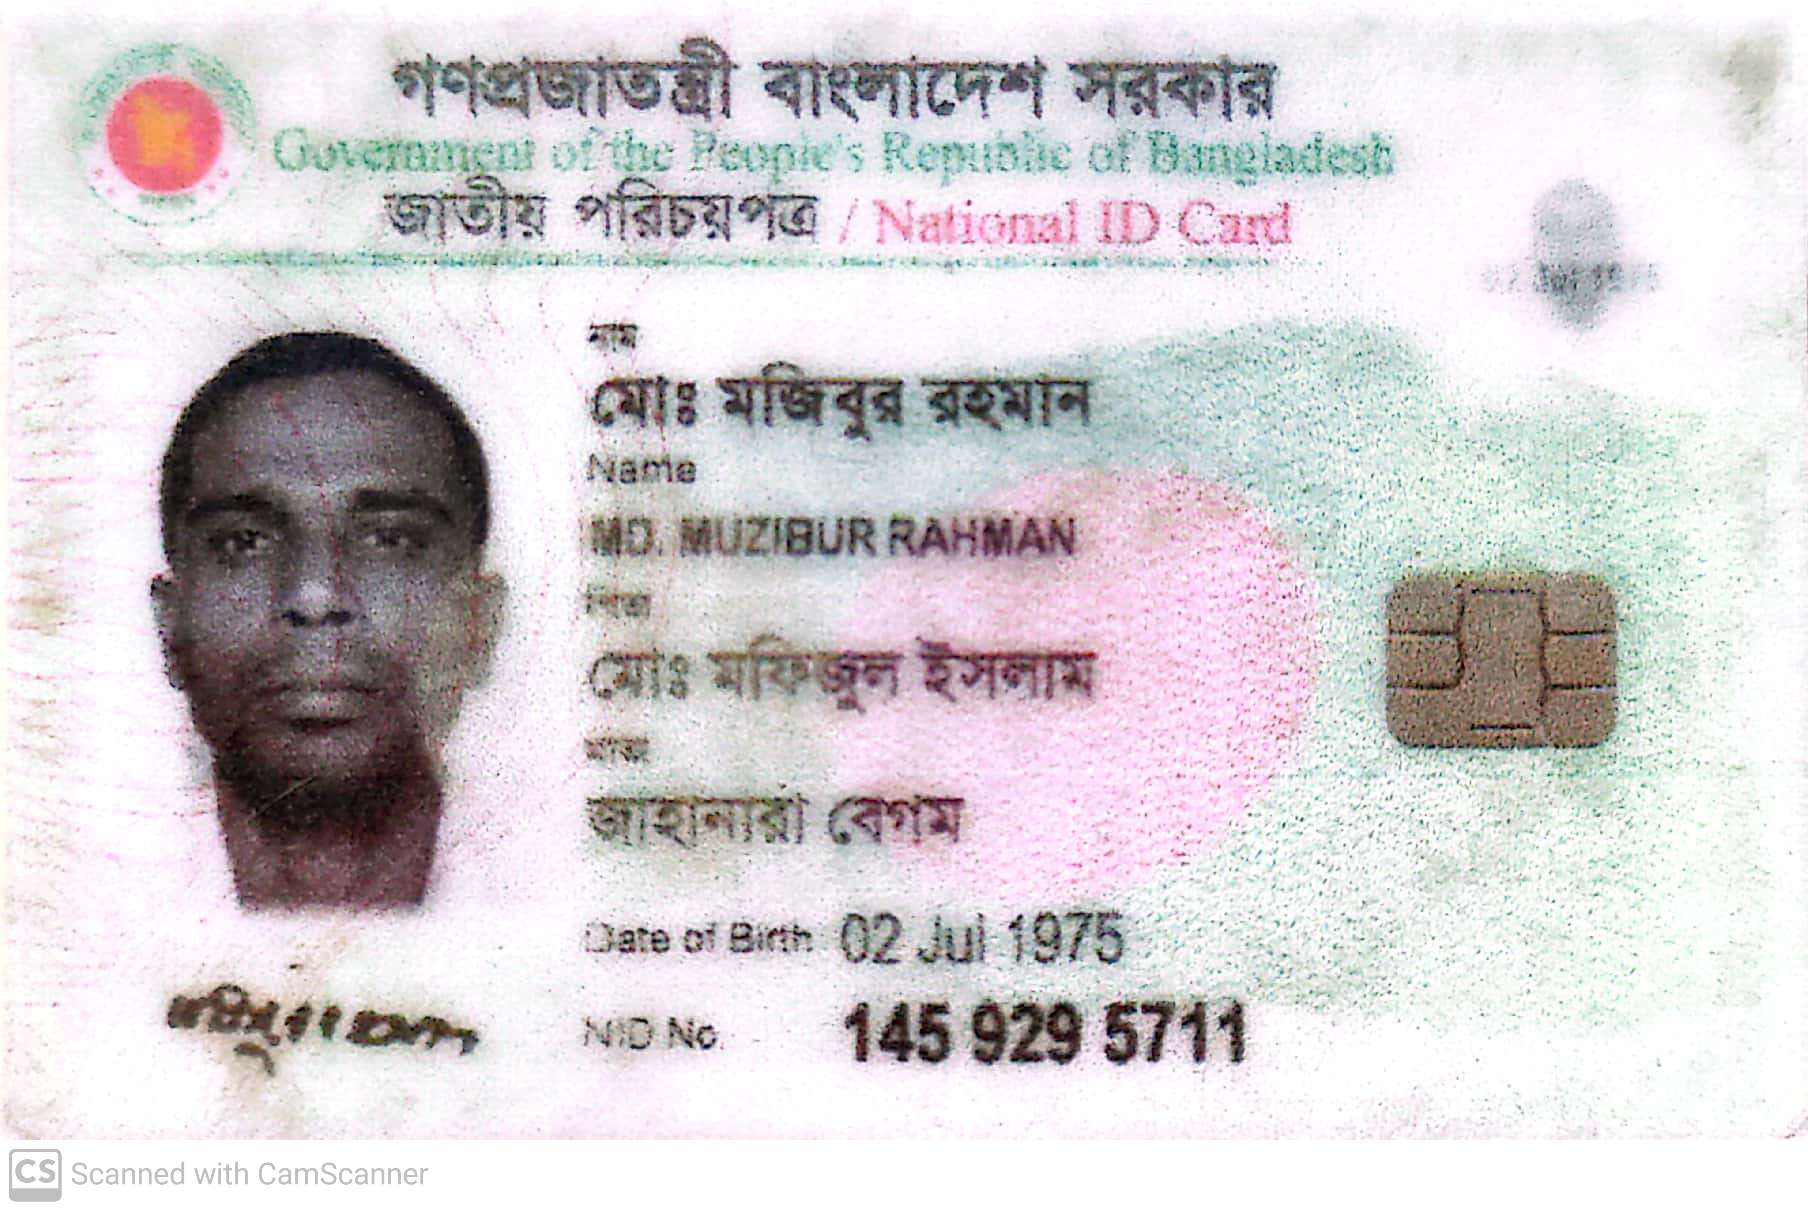 গণপ্রজাতন্ত্রী বাংলাদেশ সরকার
Government of the People's Republic of Bangladesh
জাতীয় পরিচয়পত্র / National ID Card
নাম
মোঃ মজিবুর রহমান
Name
MD. MUZIBUR RAHMAN
পিতা
মোঃ মফিজুল ইসলাম
মাতা
জাহানারা বেগম
Date of Birth 02 Jul 1975
NID No. 145 929 5711
CS Scanned with CamScanner